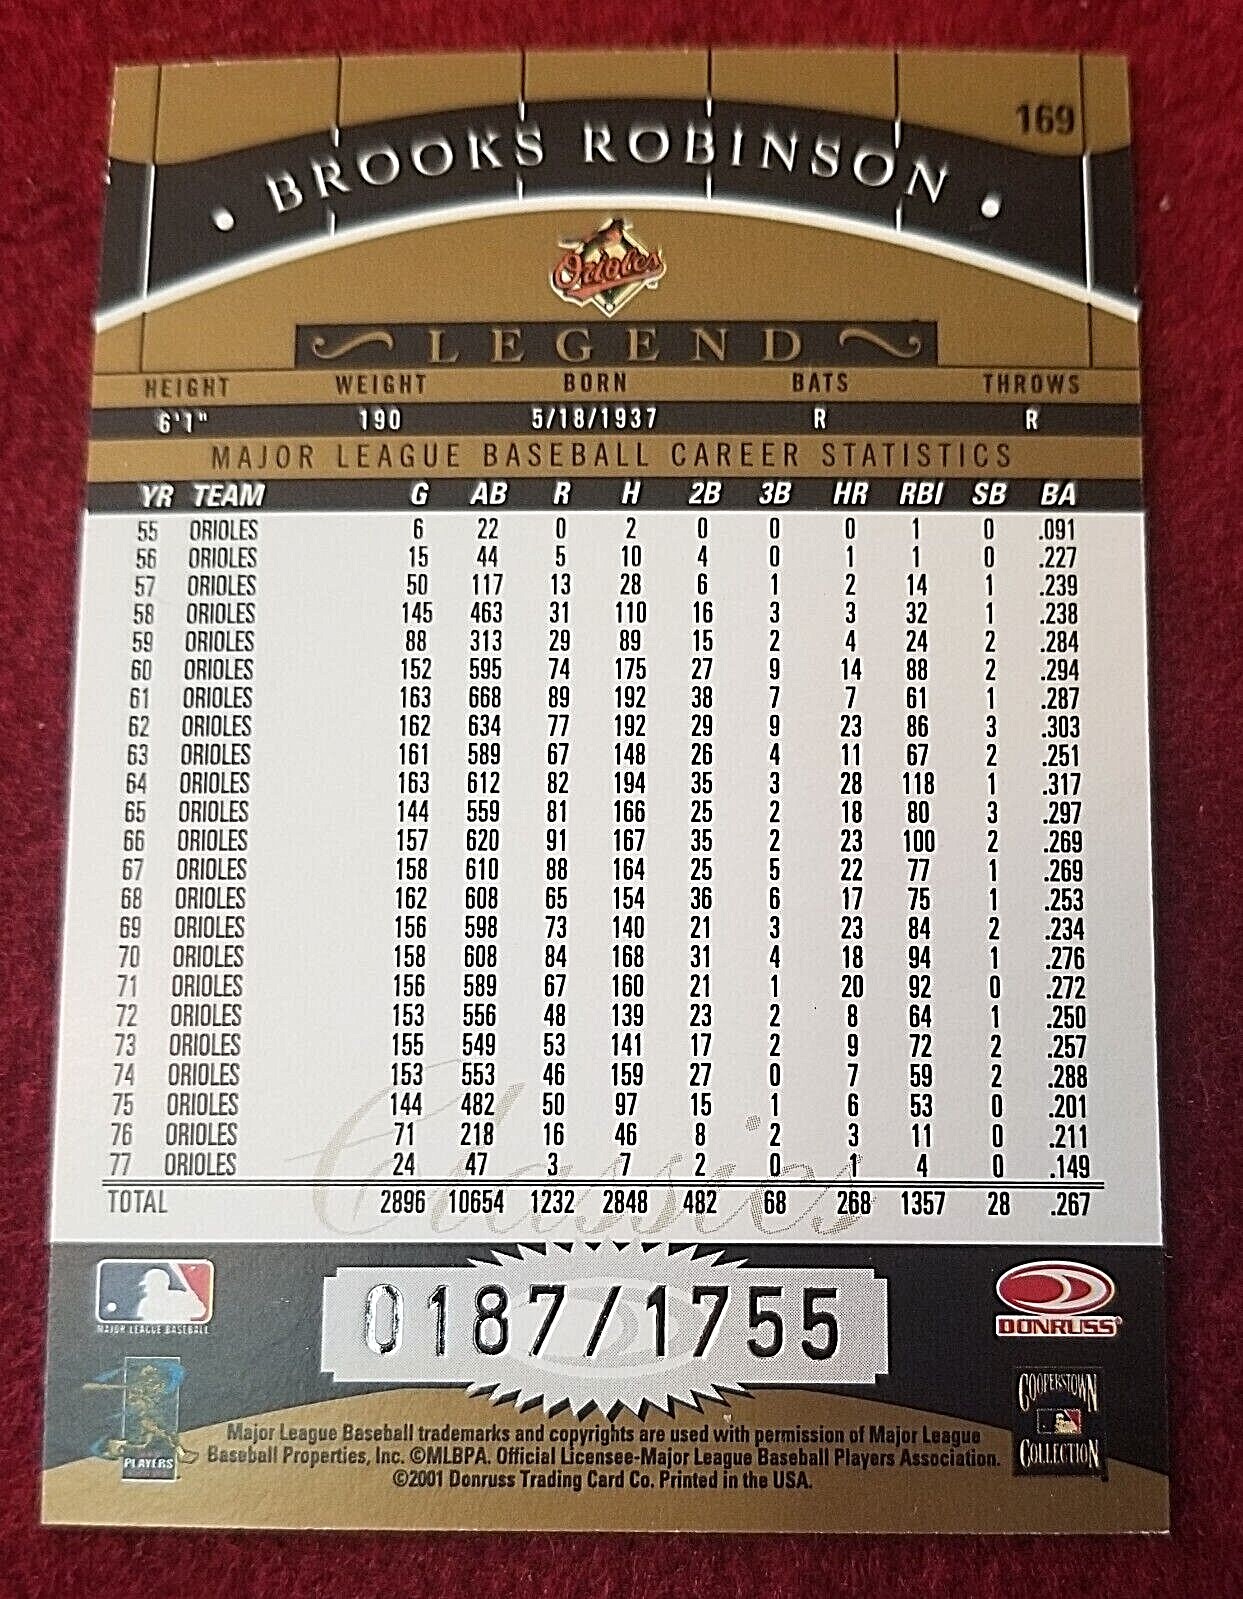 169
• BROOKS ROBINSON •
Orioles
LEGEND
HEIGHT WEIGHT BORN BATS THROWS
6'1" 190 5/18/1937 R R
MAJOR LEAGUE BASEBALL CAREER STATISTICS
YR TEAM G AB R H 2B 3B HR RBI SB BA
55 ORIOLES 6 22 0 2 0 0 0 1 0 .091
56 ORIOLES 15 44 5 10 4 0 1 1 0 .227
57 ORIOLES 50 117 13 28 6 1 2 14 1 .239
58 ORIOLES 145 463 31 110 16 3 3 32 1 .238
59 ORIOLES 88 313 29 89 15 2 4 24 2 .284
60 ORIOLES 152 595 74 175 27 9 14 88 2 .294
61 ORIOLES 163 668 89 192 38 7 7 61 1 .287
62 ORIOLES 162 634 77 192 29 9 23 86 3 .303
63 ORIOLES 161 589 67 148 26 4 11 67 2 .251
64 ORIOLES 163 612 82 194 35 3 28 118 1 .317
65 ORIOLES 144 559 81 166 25 2 18 80 3 .297
66 ORIOLES 157 620 91 167 35 2 23 100 2 .269
67 ORIOLES 158 610 88 164 25 5 22 77 1 .269
68 ORIOLES 162 608 65 154 36 6 17 75 1 .253
69 ORIOLES 156 598 73 140 21 3 23 84 2 .234
70 ORIOLES 158 608 84 168 31 4 18 94 1 .276
71 ORIOLES 156 589 67 160 21 1 20 92 0 .272
72 ORIOLES 153 556 48 139 23 2 8 64 1 .250
73 ORIOLES 155 549 53 141 17 2 9 72 2 .257
74 ORIOLES 153 553 46 159 27 0 7 59 2 .288
75 ORIOLES 144 482 50 97 15 1 6 53 0 .201
76 ORIOLES 71 218 16 46 8 2 3 11 0 .211
77 ORIOLES 24 47 3 7 2 0 1 4 0 .149
TOTAL 2896 10654 1232 2848 482 68 268 1357 28 .267
Classics
0187/1755
MAJOR LEAGUE BASEBALL
DONRUSS
PLAYERS
COOPERSTOWN
COLLECTION
Major League Baseball trademarks and copyrights are used with permission of Major League
Baseball Properties, Inc. ©MLBPA. Official Licensee-Major League Baseball Players Association.
©2001 Donruss Trading Card Co. Printed in the USA.